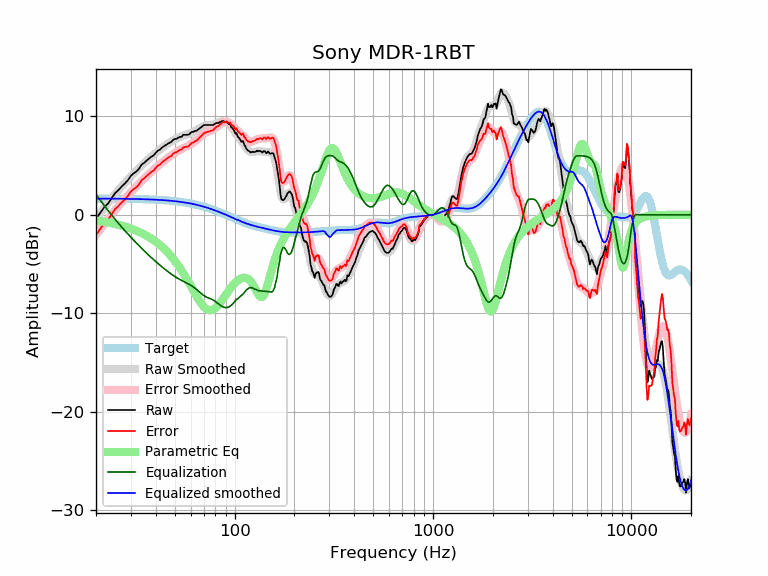 Sony MDR-1RBT
Amplitude (dBr)
10
0
−10
−20
−30
Target
Raw Smoothed
Error Smoothed
Raw
Error
Parametric Eq
Equalization
Equalized smoothed
100
1000
10000
Frequency (Hz)